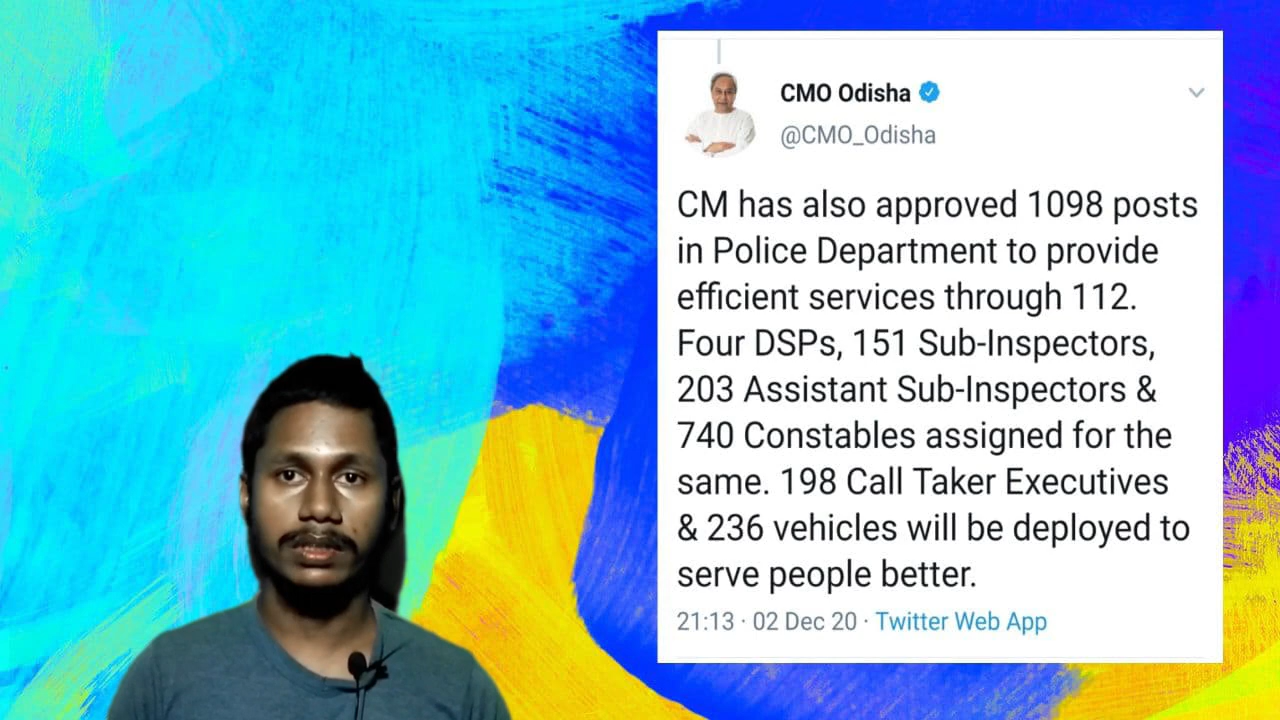 CMO Odisha
@CMO_Odisha
CM has also approved 1098 posts
in Police Department to provide
efficient services through 112.
Four DSPs, 151 Sub-Inspectors,
203 Assistant Sub-Inspectors &
740 Constables assigned for the
same. 198 Call Taker Executives
& 236 vehicles will be deployed to
serve people better.
21:13 · 02 Dec 20 · Twitter Web App